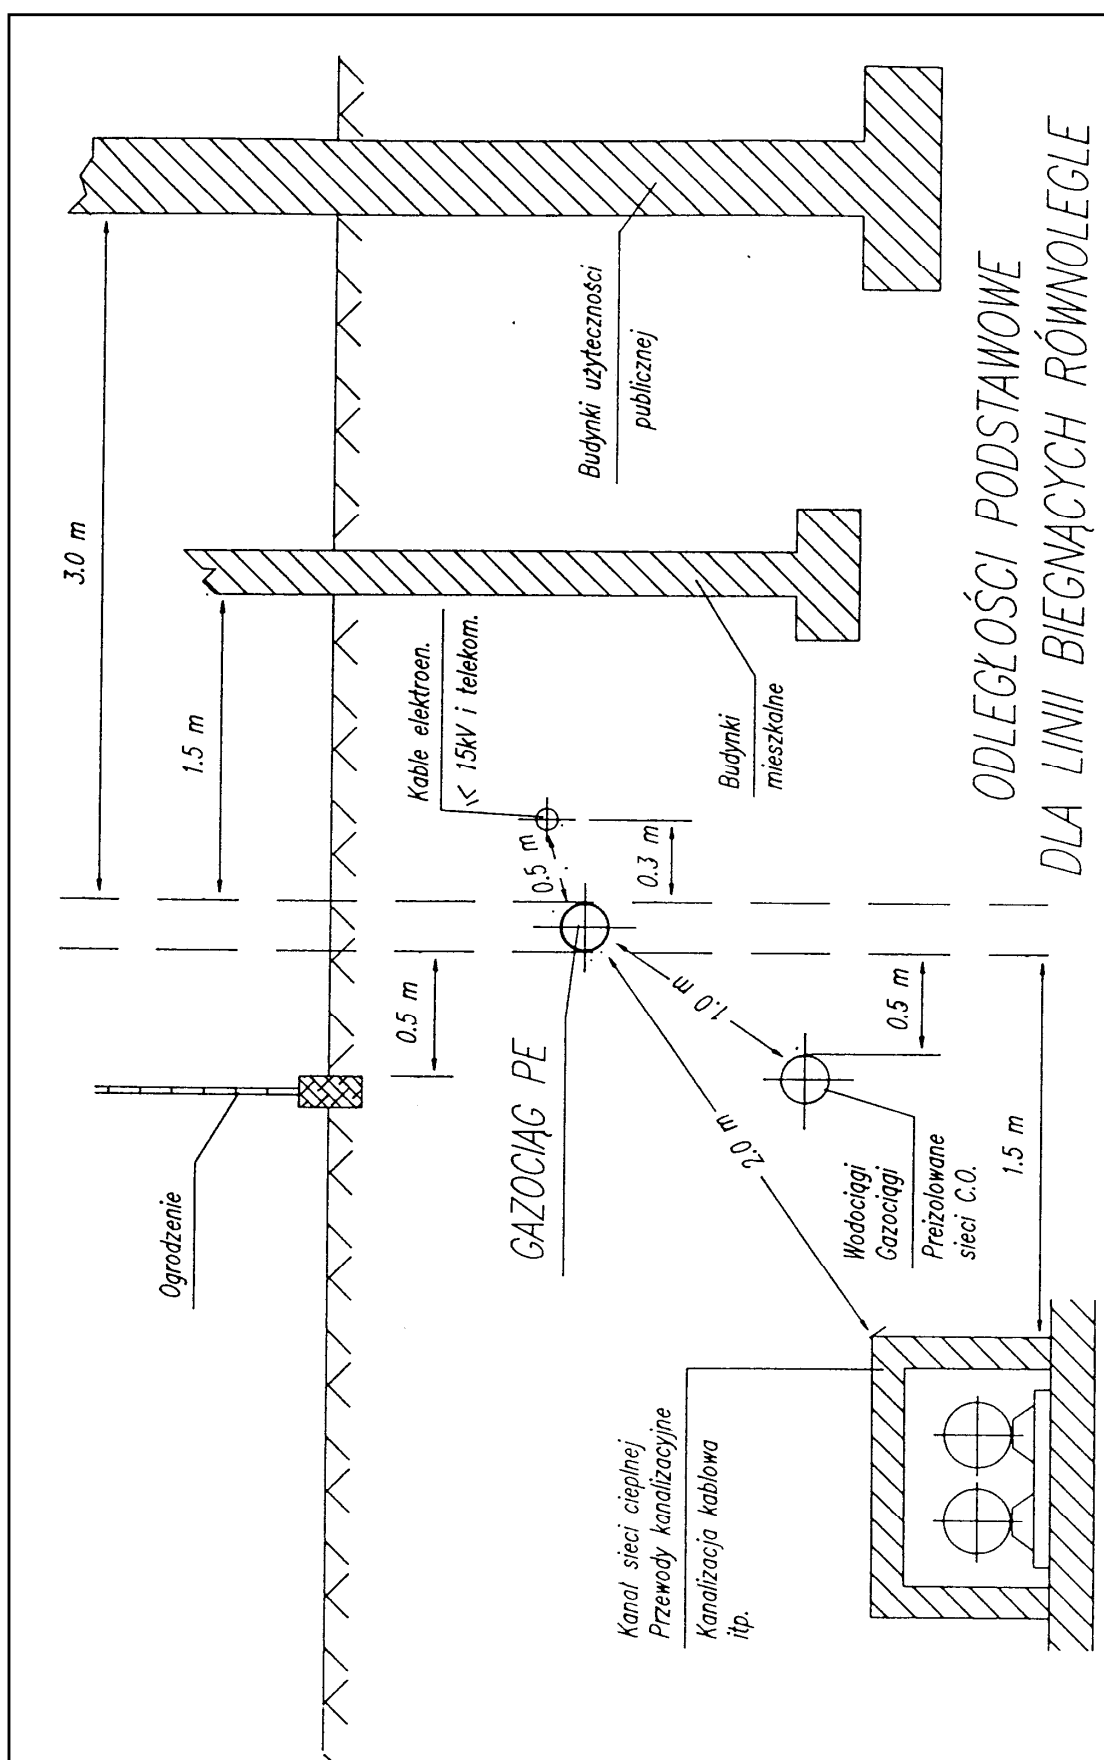 3.0 m
1.5 m
0.5 m
Ogrodzenie
Kable elektroen.
≤ 15kV i telekom.
0.5 m
0.3 m
Budynki użyteczności
publicznej
Budynki
mieszkalne
GAZOCIĄG PE
1.0 m
2.0 m
0.5 m
1.5 m
Wodociągi
Gazociągi
Preizolowane
sieci C.O.
Kanał sieci cieplnej
Przewody kanalizacyjne
Kanalizacja kablowa
itp.
ODLEGŁOŚCI PODSTAWOWE
DLA LINII BIEGNĄCYCH RÓWNOLEGLE